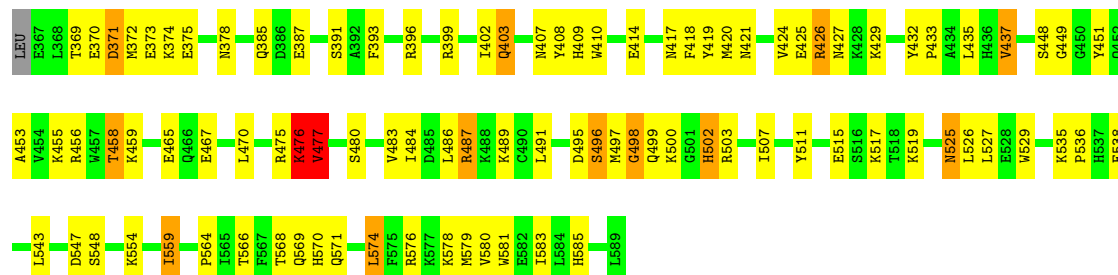 LEU E367 L368 T369 E370 D371 M372 E373 K374 E375 N378 Q385 D386 E387 S391 A392 F393 R396 R399 I402 Q403 N407 Y408 H409 W410 E414 N417 F418 Y419 M420 N421 V424 E425 R426 N427 K428 K429 Y432 P433 A434 L435 H436 V437 S448 G449 G450 Y451
A453 V454 K455 R456 W457 T458 K459 E465 Q466 E467 L470 R475 K476 V477 S480 V483 I484 D485 L486 R487 K488 K489 C490 L491 D495 S496 M497 G498 Q499 K500 G501 H502 R503 I507 Y511 E515 S516 K517 T518 K519 N525 L526 L527 E528 W529 K535 P536 H537
L543 D547 S548 K554 I559 P564 I565 T566 F567 T568 Q569 H570 Q571 L574 F575 R576 K577 K578 M579 V580 W581 E582 I583 L584 H585 L589